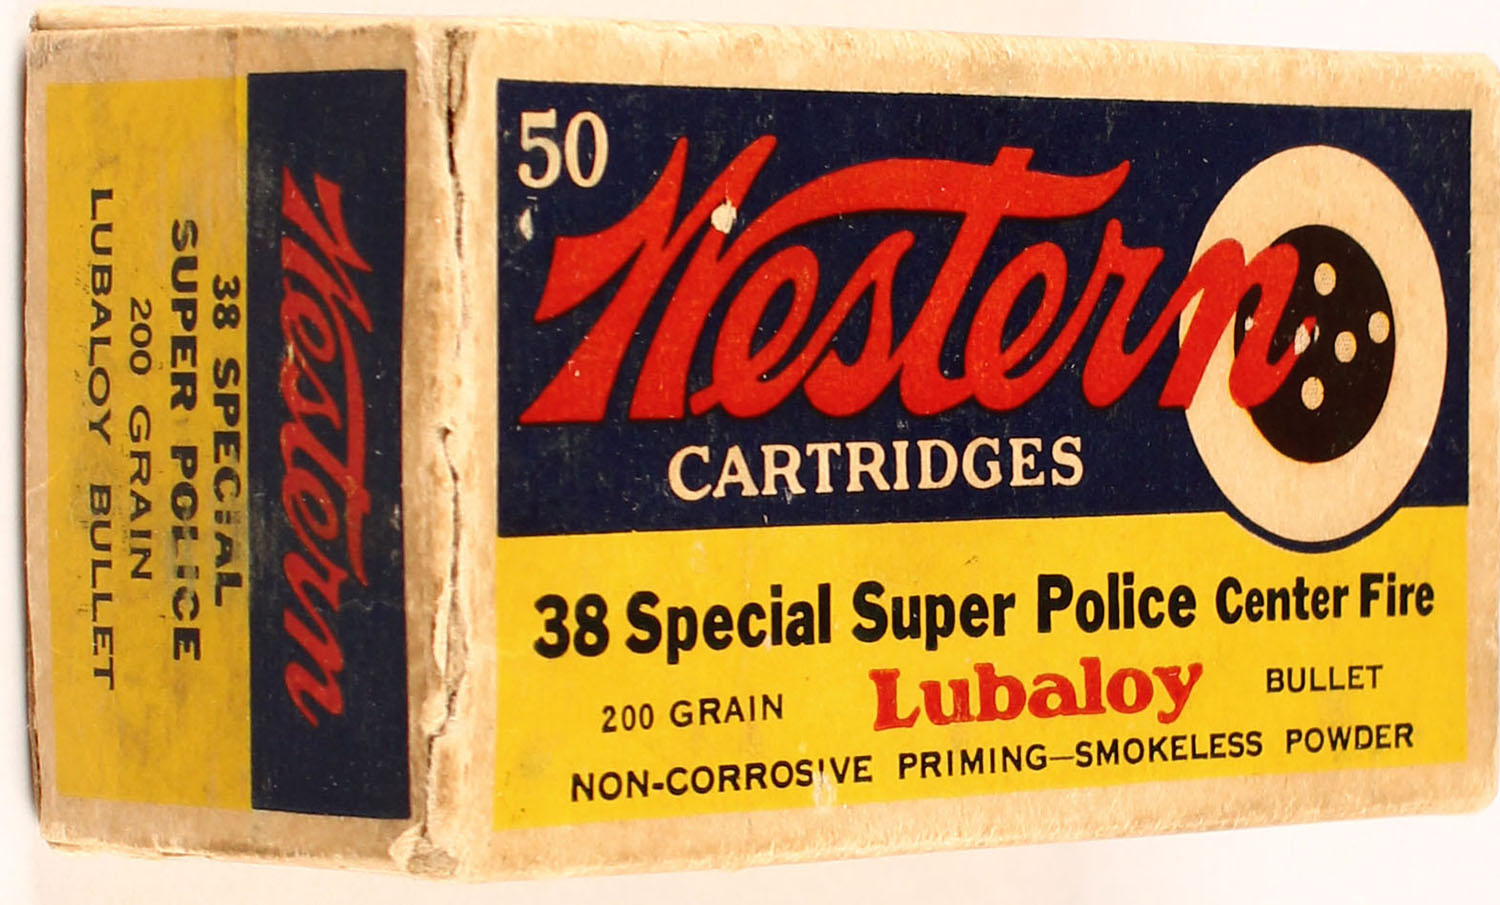 50
Western
CARTRIDGES
38 Special Super Police Center Fire
200 GRAIN Lubaloy BULLET
NON-CORROSIVE PRIMING—SMOKELESS POWDER
Western
38 SPECIAL
SUPER POLICE
200 GRAIN
LUBALOY BULLET